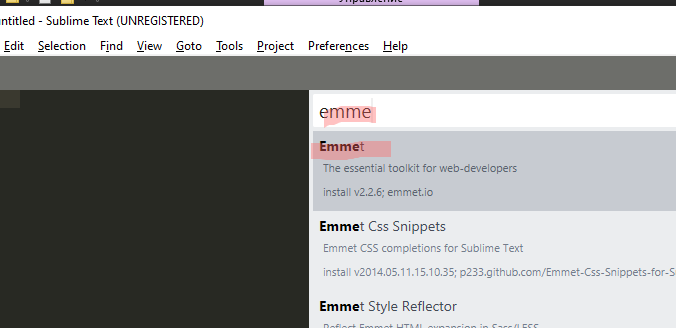 Управление
untitled - Sublime Text (UNREGISTERED)
Edit Selection Find View Goto Tools Project Preferences Help
emme
Emmet
The essential toolkit for web-developers
install v2.2.6; emmet.io
Emmet Css Snippets
Emmet CSS completions for Sublime Text
install v2014.05.11.15.10.35; p233.github.com/Emmet-Css-Snippets-for-S
Emmet Style Reflector
Reflect Emmet HTML expansion in Sass/LESS